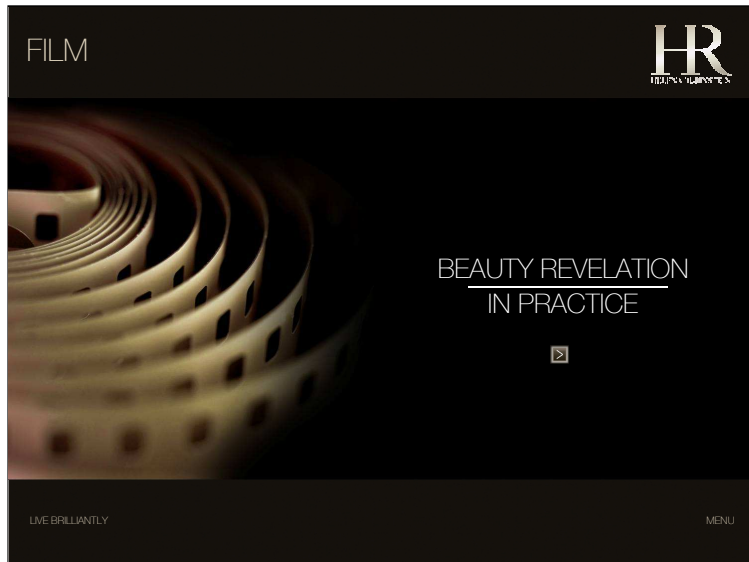 FILM
HR
BEAUTY REVELATION
IN PRACTICE
LIVE BRILLIANTLY
MENU